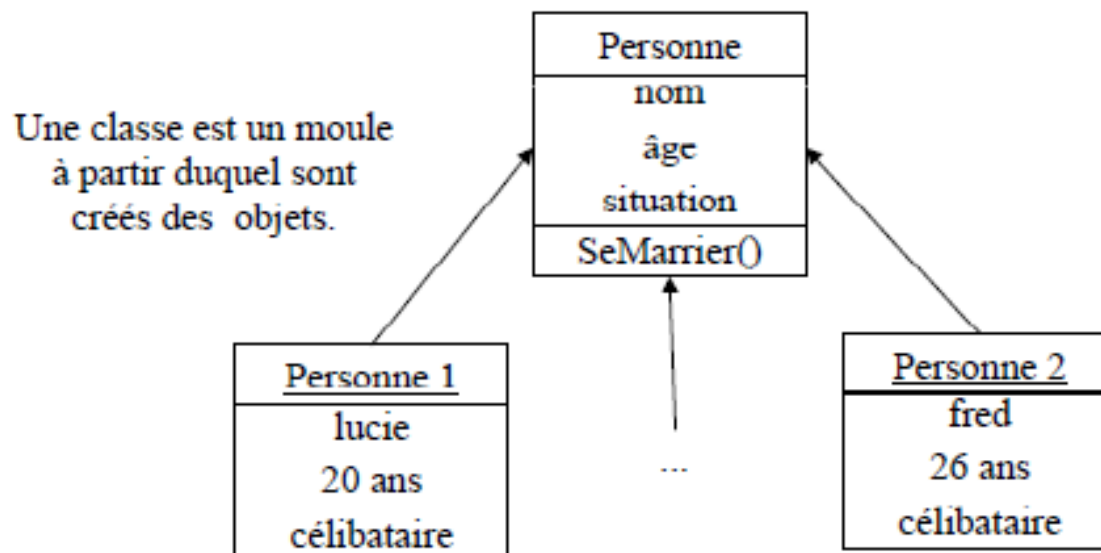 Personne
nom
âge
situation
SeMarrier()
Une classe est un moule
à partir duquel sont
créés des objets.
Personne 1
lucie
20 ans
célibataire
...
Personne 2
fred
26 ans
célibataire